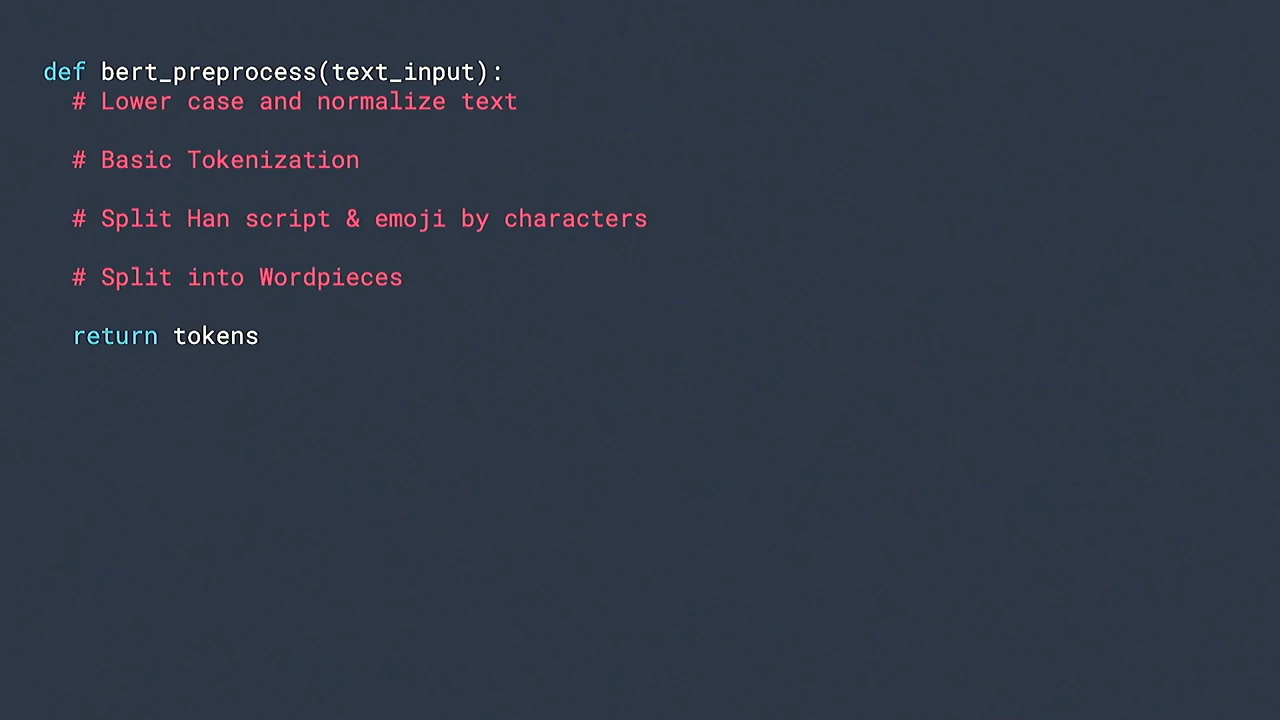 def bert_preprocess(text_input):
  # Lower case and normalize text
  # Basic Tokenization
  # Split Han script & emoji by characters
  # Split into Wordpieces
  return tokens